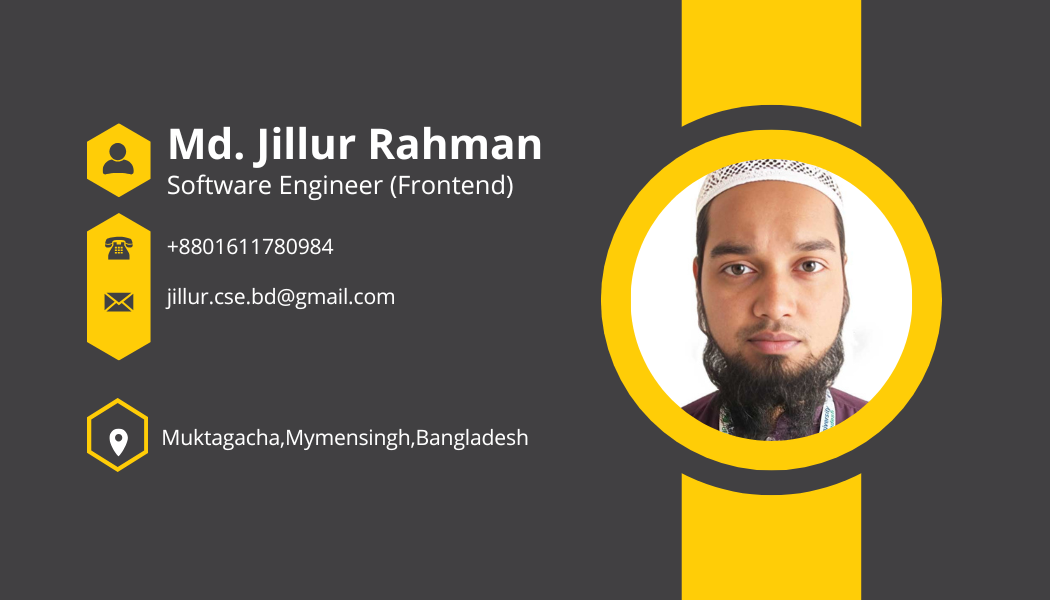 Md. Jillur Rahman
Software Engineer (Frontend)
+8801611780984
jillur.cse.bd@gmail.com
Muktagacha,Mymensingh,Bangladesh